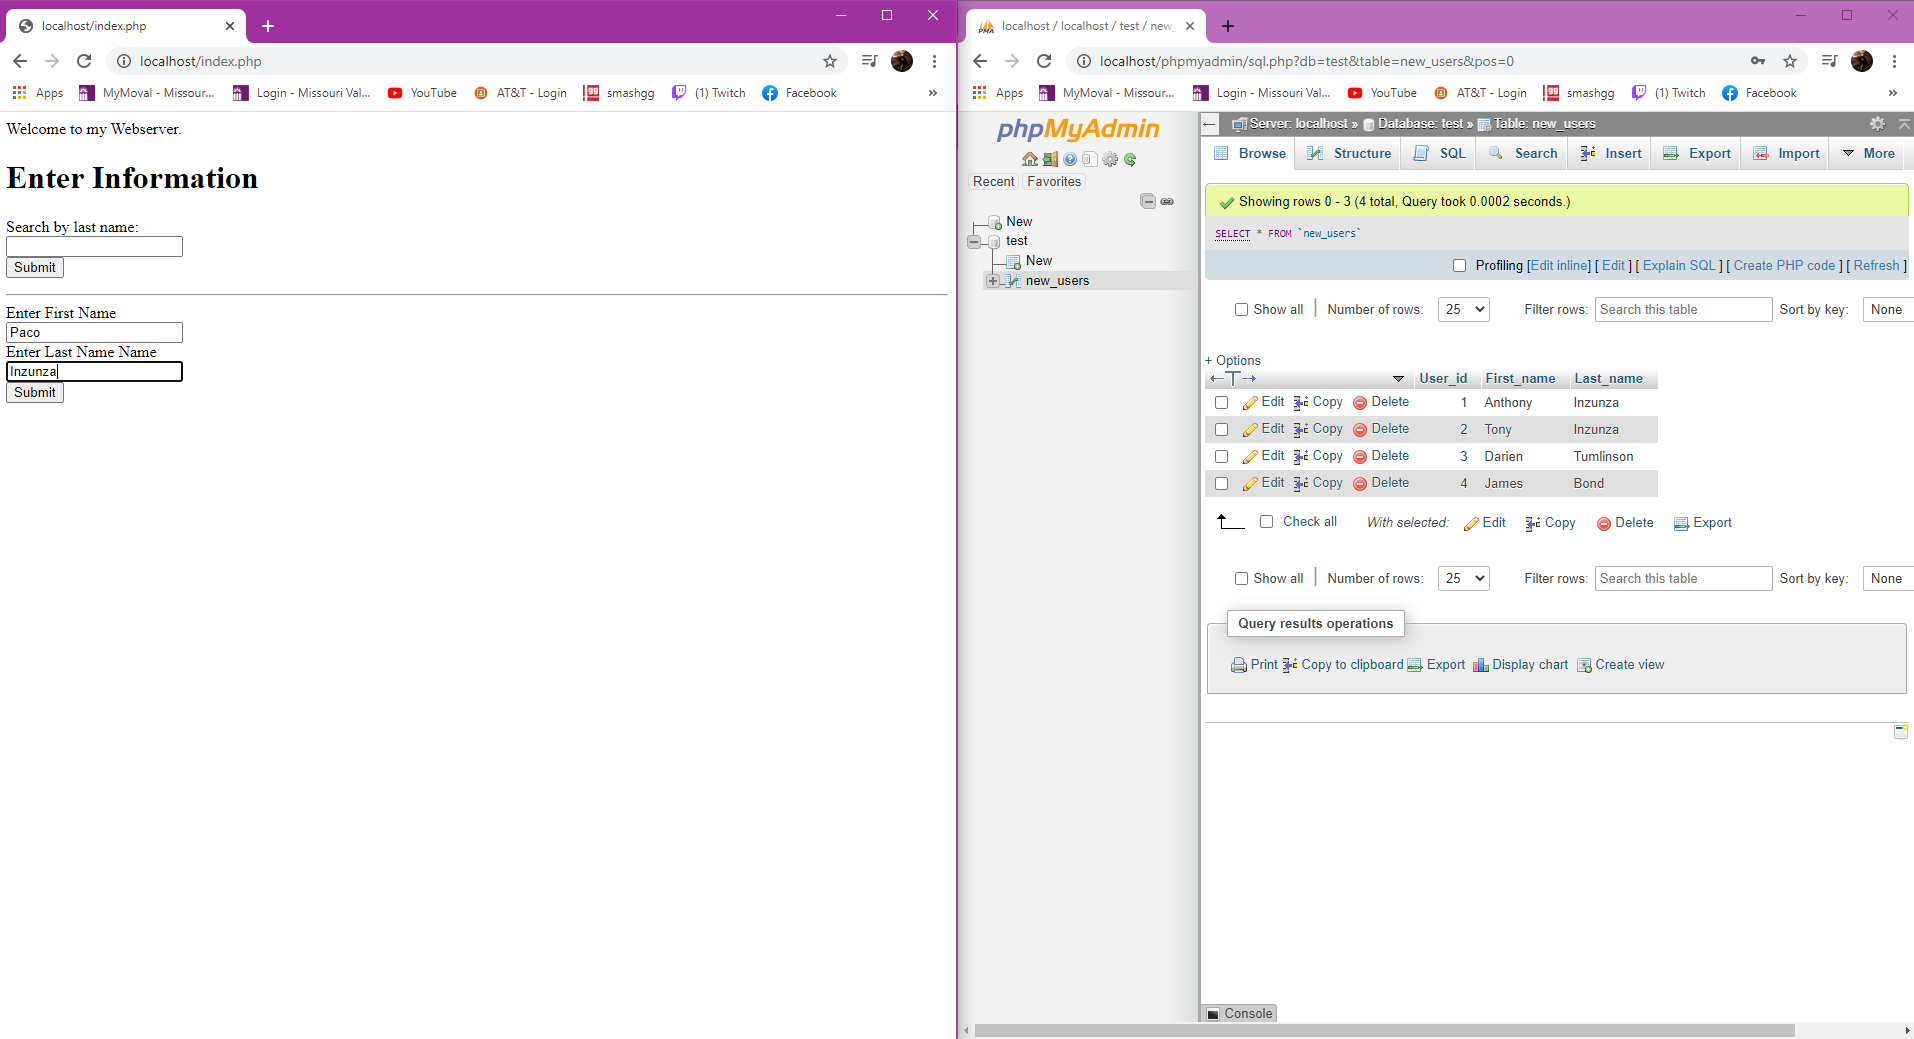 localhost/index.php
localhost/index.php
Apps MyMoval - Missour... Login - Missouri Val... YouTube AT&T - Login smashgg (1) Twitch Facebook »
Welcome to my Webserver.
Enter Information
Search by last name:
Submit
Enter First Name
Paco
Enter Last Name Name
Inzunza
Submit
localhost / localhost / test / new_
localhost/phpmyadmin/sql.php?db=test&table=new_users&pos=0
Apps MyMoval - Missour... Login - Missouri Val... YouTube AT&T - Login smashgg (1) Twitch Facebook »
phpMyAdmin
Recent Favorites
New
test
New
new_users
Server: localhost » Database: test » Table: new_users
Browse Structure SQL Search Insert Export Import More
Showing rows 0 - 3 (4 total, Query took 0.0002 seconds.)
SELECT * FROM `new_users`
Profiling [Edit inline] [ Edit ] [ Explain SQL ] [ Create PHP code ] [ Refresh ]
Show all | Number of rows: 25 Filter rows: Search this table Sort by key: None
+ Options
User_id First_name Last_name
Edit Copy Delete 1 Anthony Inzunza
Edit Copy Delete 2 Tony Inzunza
Edit Copy Delete 3 Darien Tumlinson
Edit Copy Delete 4 James Bond
Check all With selected: Edit Copy Delete Export
Show all | Number of rows: 25 Filter rows: Search this table Sort by key: None
Query results operations
Print Copy to clipboard Export Display chart Create view
Console